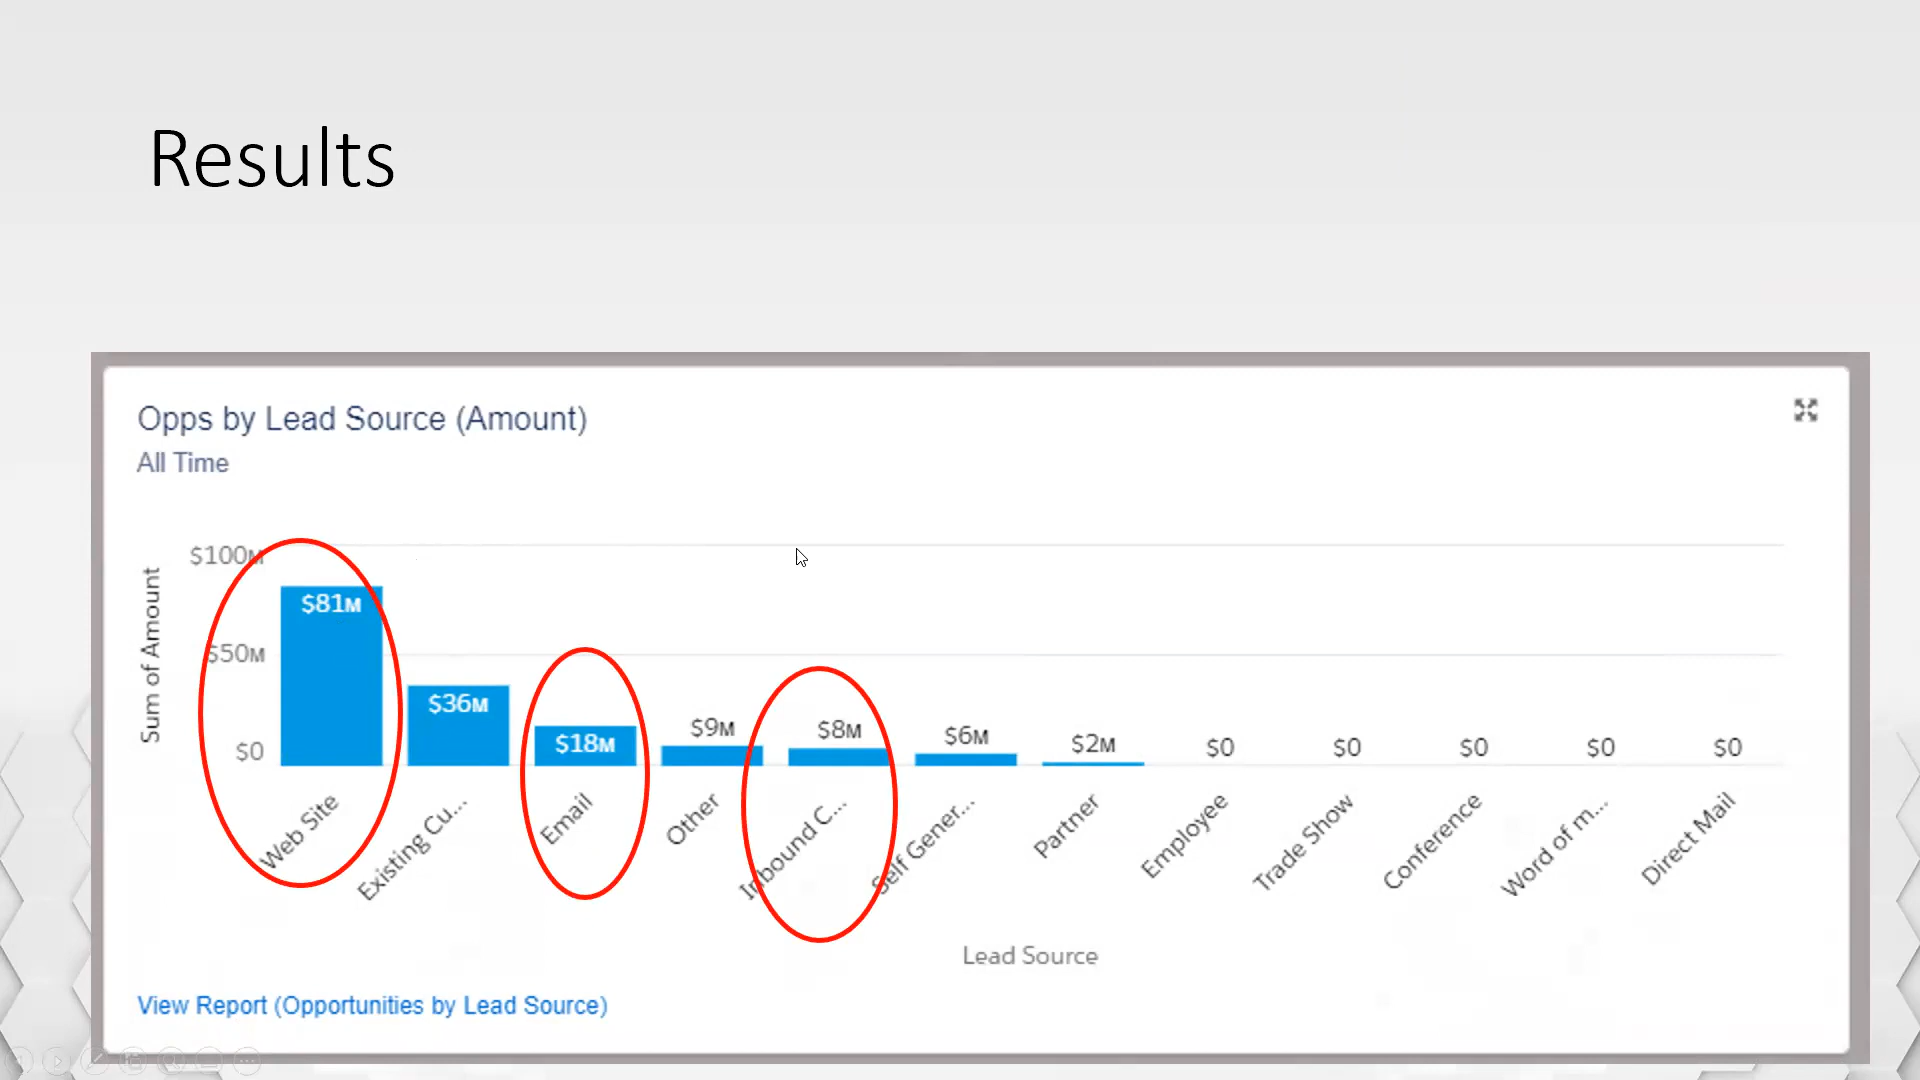 Results
Opps by Lead Source (Amount)
All Time
Sum of Amount
$100M
$50M
$0
$81M
$36M
$18M
$9M
$8M
$6M
$2M
$0
$0
$0
$0
$0
Web Site
Existing Cu...
Email
Other
Inbound C...
Self Gener...
Partner
Employee
Trade Show
Conference
Word of m...
Direct Mail
Lead Source
View Report (Opportunities by Lead Source)